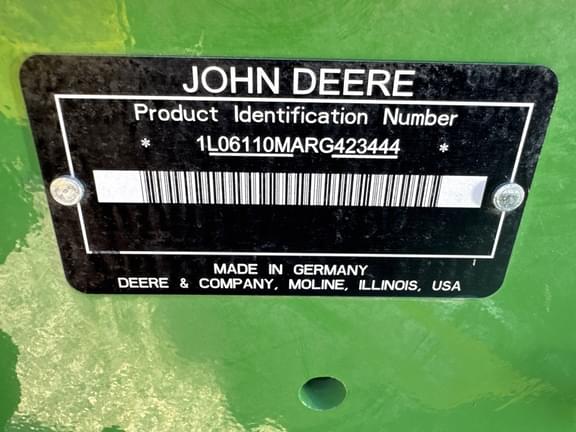 JOHN DEERE
Product Identification Number
* 1L06110MARG423444 *
MADE IN GERMANY
DEERE & COMPANY, MOLINE, ILLINOIS, USA